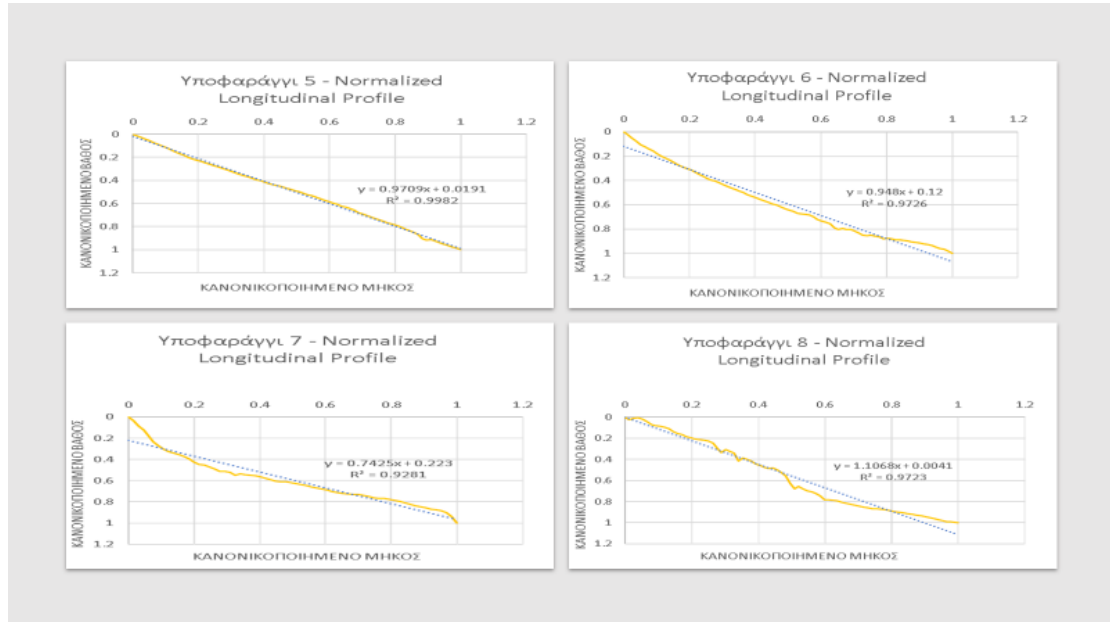 Υποφαράγγι 5 - Normalized
Longitudinal Profile
0 0.2 0.4 0.6 0.8 1 1.2
0
0.2
0.4
0.6
0.8
1
1.2
ΚΑΝΟΝΙΚΟΠΟΙΗΜΕΝΟ ΒΑΘΟΣ
y = 0.9709x + 0.0191
R² = 0.9982
ΚΑΝΟΝΙΚΟΠΟΙΗΜΕΝΟ ΜΗΚΟΣ
Υποφαράγγι 6 - Normalized
Longitudinal Profile
0 0.2 0.4 0.6 0.8 1 1.2
0
0.2
0.4
0.6
0.8
1
1.2
ΚΑΝΟΝΙΚΟΠΟΙΗΜΕΝΟ ΒΑΘΟΣ
y = 0.948x + 0.12
R² = 0.9726
ΚΑΝΟΝΙΚΟΠΟΙΗΜΕΝΟ ΜΗΚΟΣ
Υποφαράγγι 7 - Normalized
Longitudinal Profile
0 0.2 0.4 0.6 0.8 1 1.2
0
0.2
0.4
0.6
0.8
1
1.2
ΚΑΝΟΝΙΚΟΠΟΙΗΜΕΝΟ ΒΑΘΟΣ
y = 0.7425x + 0.223
R² = 0.9281
ΚΑΝΟΝΙΚΟΠΟΙΗΜΕΝΟ ΜΗΚΟΣ
Υποφαράγγι 8 - Normalized
Longitudinal Profile
0 0.2 0.4 0.6 0.8 1 1.2
0
0.2
0.4
0.6
0.8
1
1.2
ΚΑΝΟΝΙΚΟΠΟΙΗΜΕΝΟ ΒΑΘΟΣ
y = 1.1068x + 0.0041
R² = 0.9723
ΚΑΝΟΝΙΚΟΠΟΙΗΜΕΝΟ ΜΗΚΟΣ